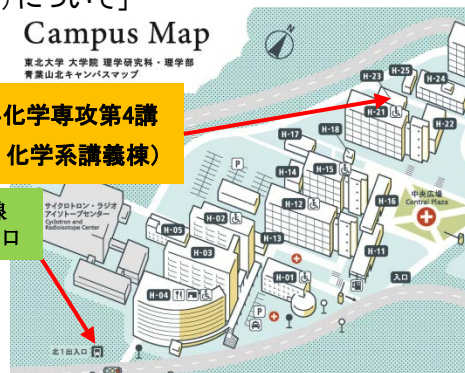 について」
Campus Map
東北大学 大学院 理学研究科・理学部
青葉山北キャンパスマップ
化学専攻第4講
化学系講義棟）
線
口
サイクロトロン・ラジオ
アイソトープセンター
Cyclotron and
Radioisotope Center
H-25
H-23
H-24
H-21
H-22
H-18
H-17
P
H-15
H-14
中央広場
Central Plaza
H-16
H-12
H-02
H-05
H-13
H-03
H-11
入口
H-01
H-04
P
北1出入口